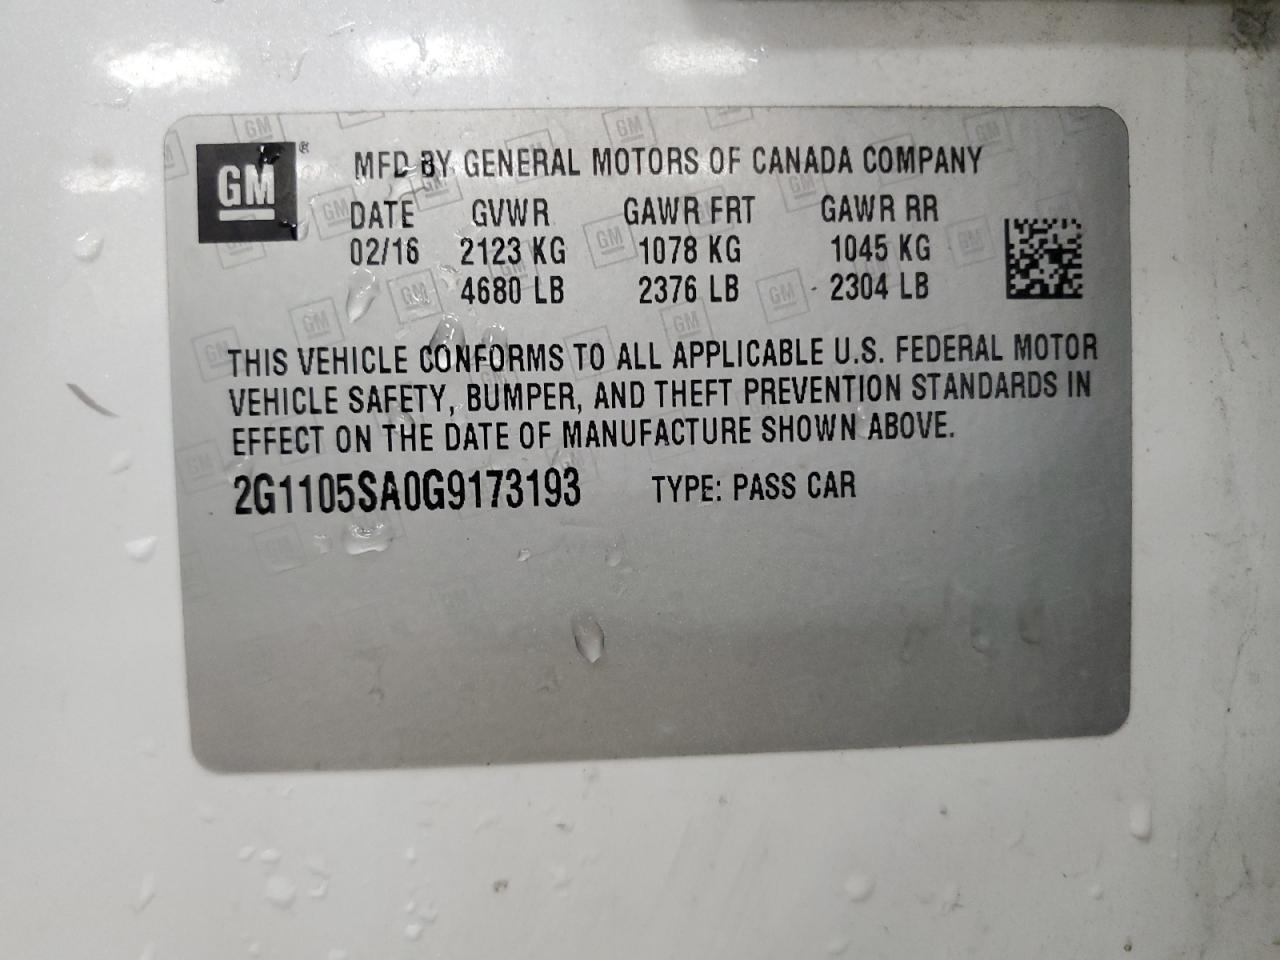 GM ®
MFD BY GENERAL MOTORS OF CANADA COMPANY
DATE GVWR GAWR FRT GAWR RR
02/16 2123 KG 1078 KG 1045 KG
4680 LB 2376 LB 2304 LB
THIS VEHICLE CONFORMS TO ALL APPLICABLE U.S. FEDERAL MOTOR
VEHICLE SAFETY, BUMPER, AND THEFT PREVENTION STANDARDS IN
EFFECT ON THE DATE OF MANUFACTURE SHOWN ABOVE.
2G1105SA0G9173193 TYPE: PASS CAR